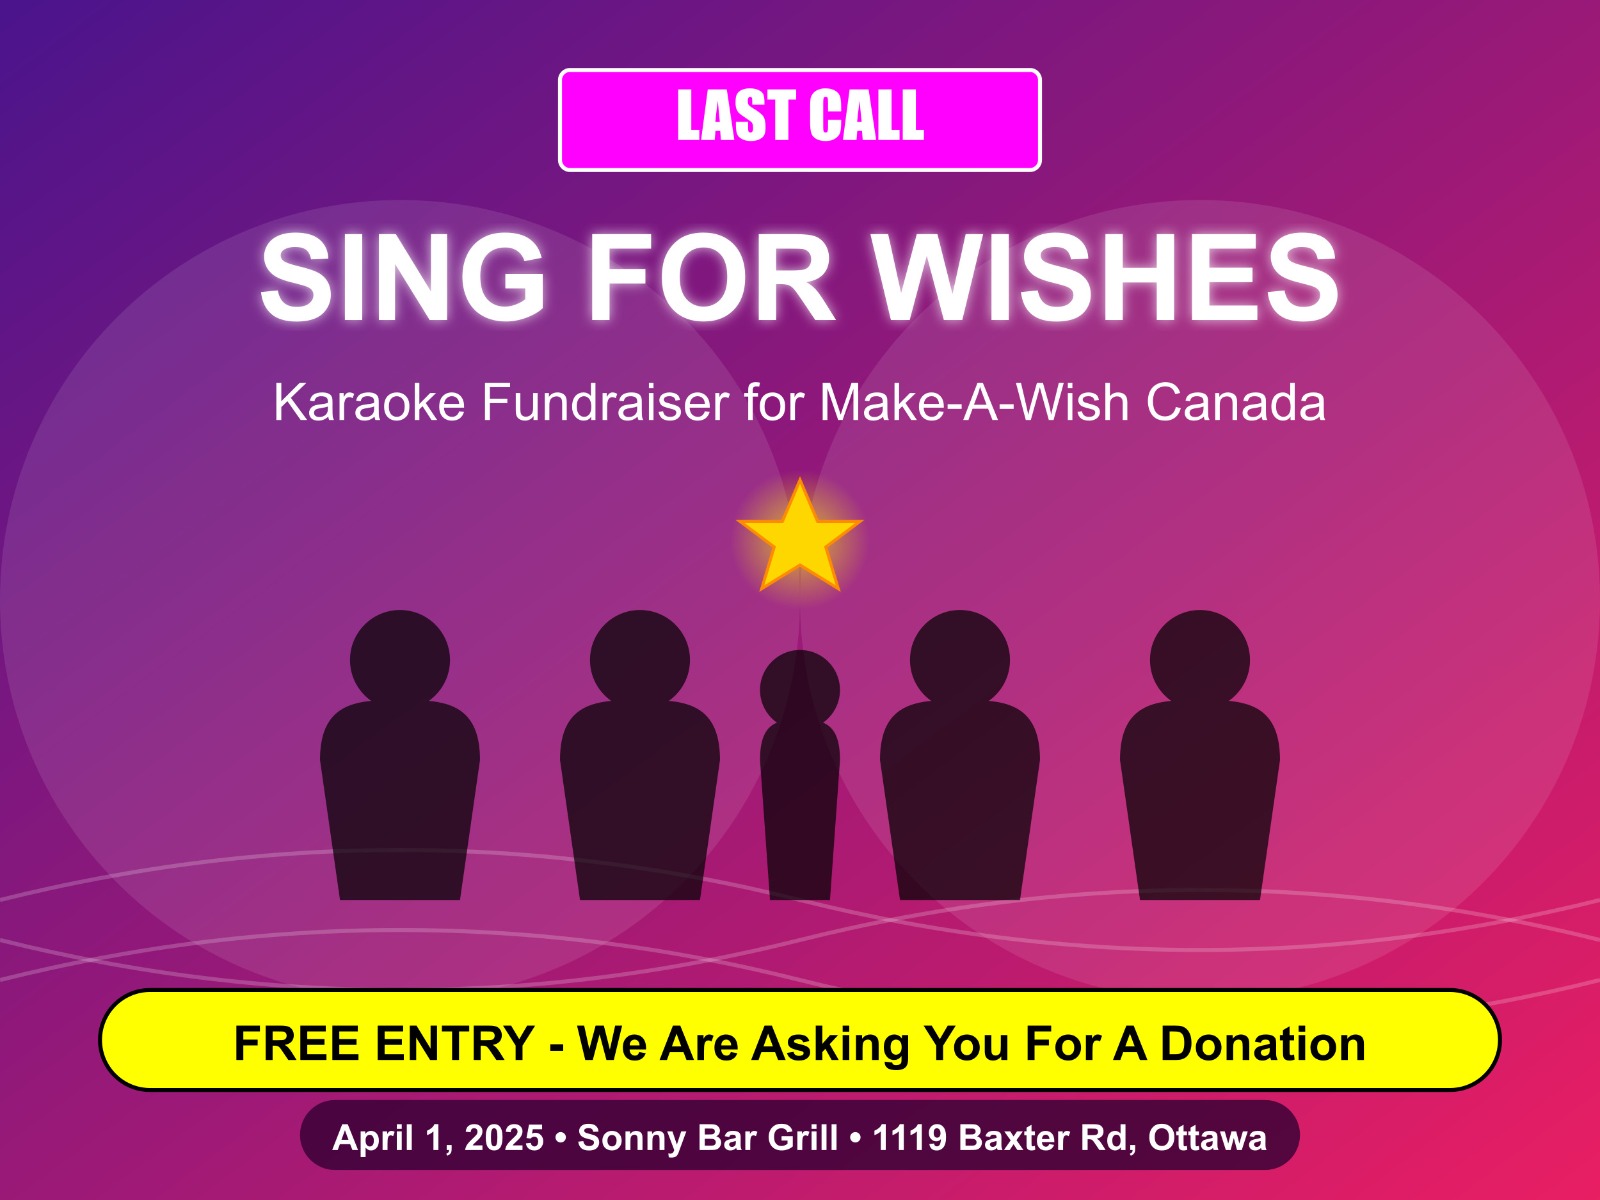 LAST CALL
SING FOR WISHES
Karaoke Fundraiser for Make-A-Wish Canada
FREE ENTRY - We Are Asking You For A Donation
April 1, 2025 • Sonny Bar Grill • 1119 Baxter Rd, Ottawa